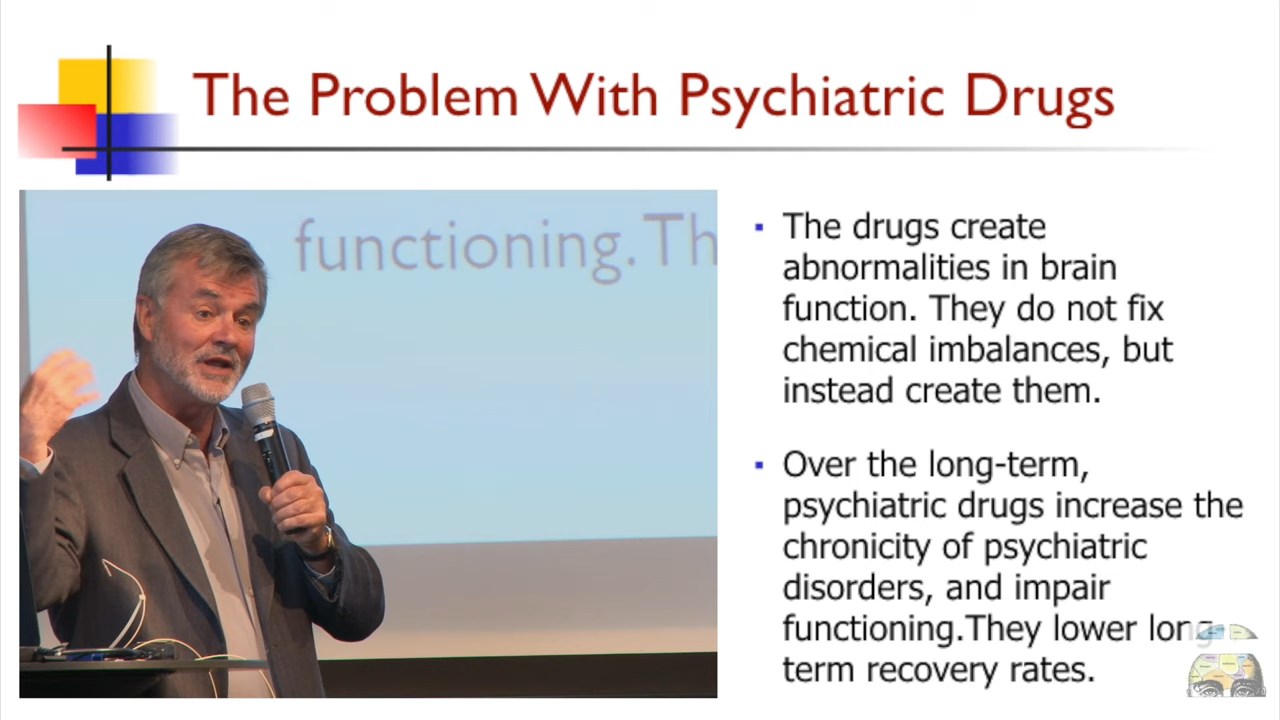 The Problem With Psychiatric Drugs
functioning. Th
▪ The drugs create
abnormalities in brain
function. They do not fix
chemical imbalances, but
instead create them.
▪ Over the long-term,
psychiatric drugs increase the
chronicity of psychiatric
disorders, and impair
functioning.They lower long-
term recovery rates.